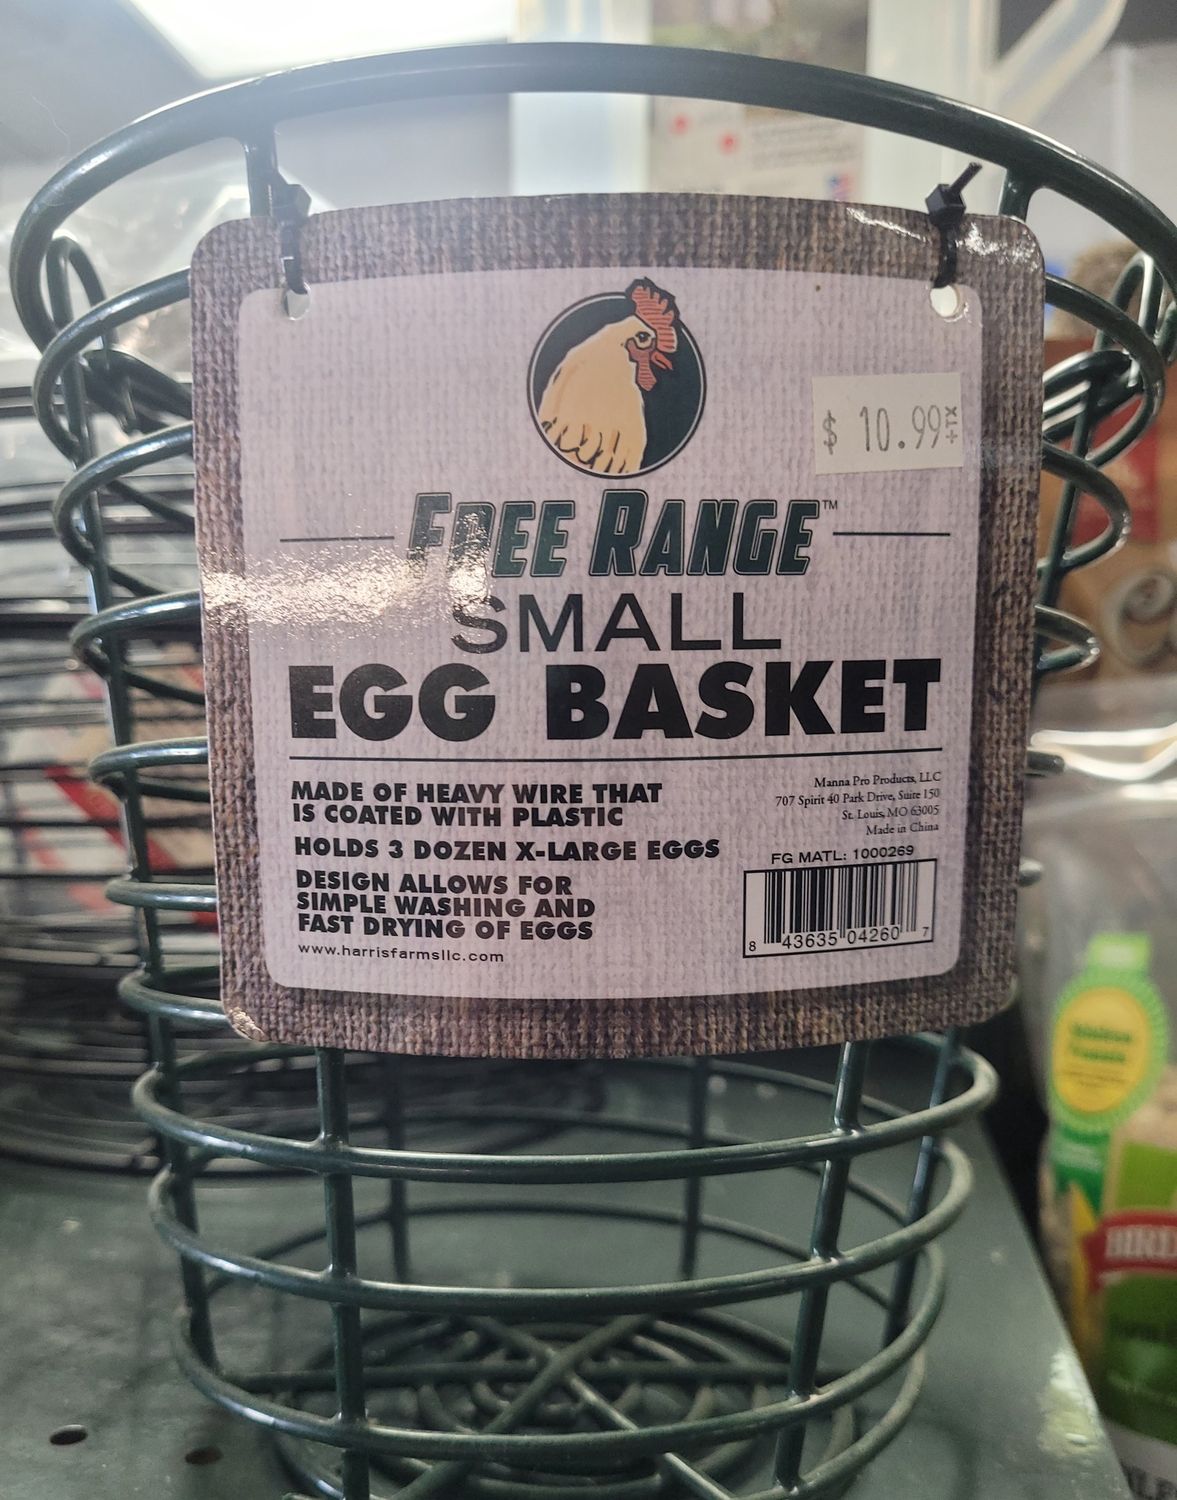 $ 10.99
+TX
FREE RANGE™
SMALL
EGG BASKET
MADE OF HEAVY WIRE THAT
IS COATED WITH PLASTIC
HOLDS 3 DOZEN X-LARGE EGGS
DESIGN ALLOWS FOR
SIMPLE WASHING AND
FAST DRYING OF EGGS
www.harrisfarmsllc.com
Manna Pro Products, LLC
707 Spirit 40 Park Drive, Suite 150
St. Louis, MO 63005
Made in China
FG MATL: 1000269
8 43635 04260 7
BIRD